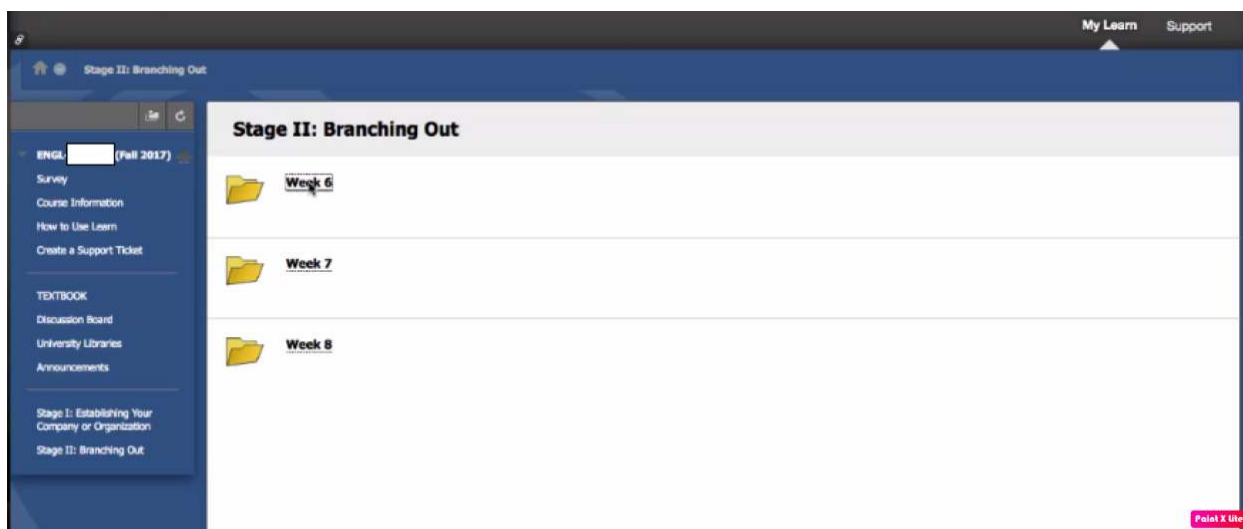 My Learn Support
Stage II: Branching Out
ENGL (Fall 2017)
Survey
Course Information
How to Use Learn
Create a Support Ticket
TEXTBOOK
Discussion Board
University Libraries
Announcements
Stage I: Establishing Your
Company or Organization
Stage II: Branching Out
Stage II: Branching Out
Week 6
Week 7
Week 8
Paint X lite